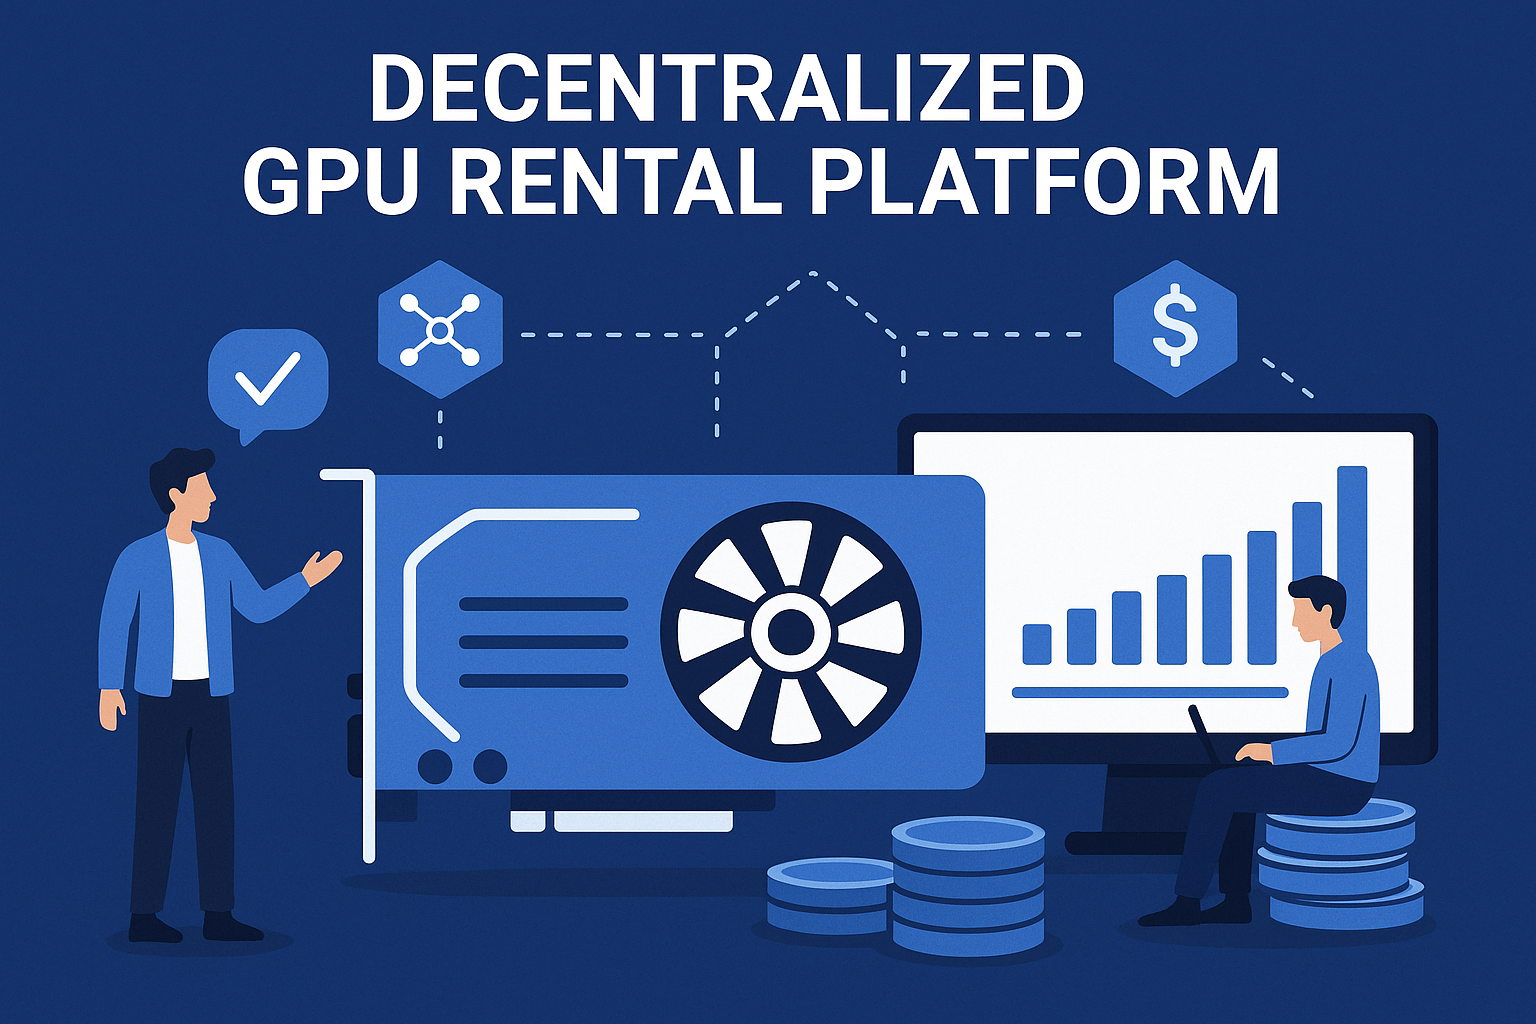 DECENTRALIZED
GPU RENTAL PLATFORM
$